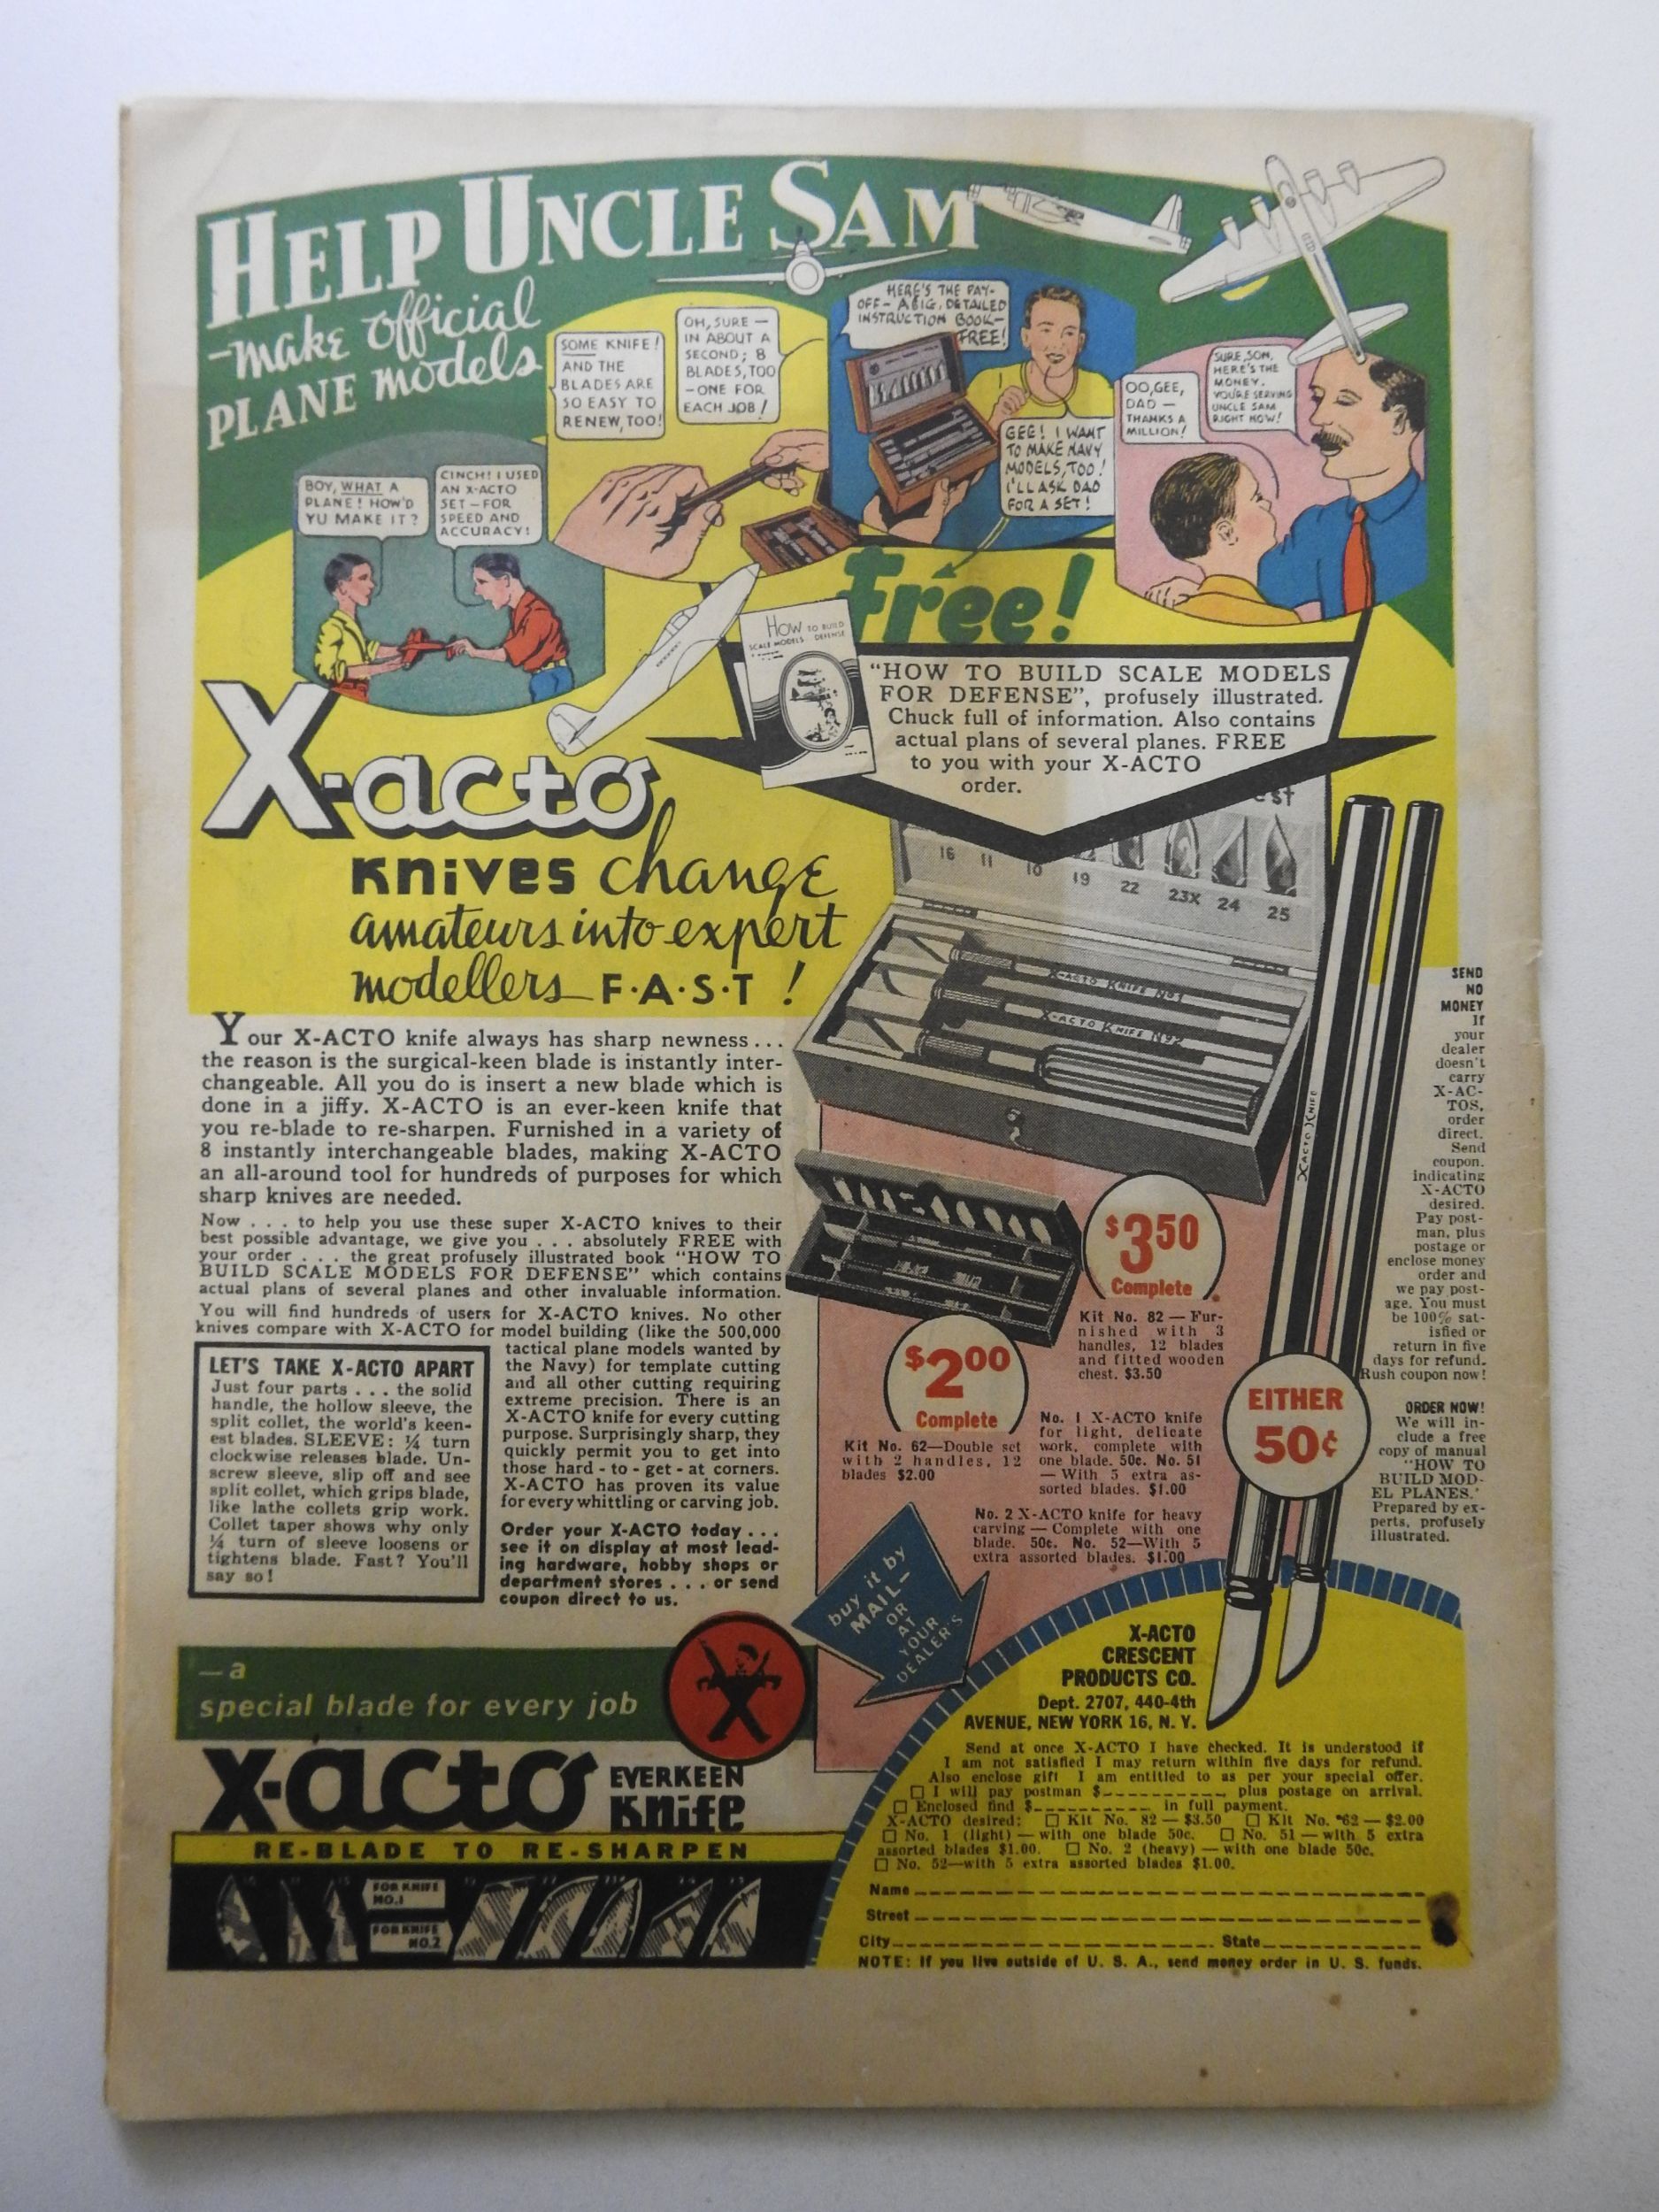 HELP UNCLE SAM
-make official
PLANE models
BOY, WHAT A
PLANE! HOW'D
YU MAKE IT?
CINCH! I USED
AN X-ACTO
SET - FOR
SPEED AND
ACCURACY!
SOME KNIFE!
AND THE
BLADES ARE
SO EASY TO
RENEW, TOO!
OH, SURE —
IN ABOUT A
SECOND; 8
BLADES, TOO
- ONE FOR
EACH JOB!
HERE'S THE PAY-
OFF - A BIG, DETAILED
INSTRUCTION BOOK-
FREE!
GEE! I WANT
TO MAKE NAVY
MODELS, TOO!
I'LL ASK DAD
FOR A SET!
OO, GEE,
DAD —
THANKS A
MILLION!
SURE, SON,
HERE'S THE
MONEY.
YOU'RE SERVING
UNCLE SAM
RIGHT NOW!
free!
HOW TO BUILD
SCALE MODELS DEFENSE
"HOW TO BUILD SCALE MODELS
FOR DEFENSE", profusely illustrated.
Chuck full of information. Also contains
actual plans of several planes. FREE
to you with your X-ACTO
order.
X-acto
knives change
amateurs into expert
modellers F·A·S·T !
16 11 10 19 22 23X 24 25
X-ACTO KNIFE No1
X-ACTO KNIFE No2
X-ACTO KNIFE
Your X-ACTO knife always has sharp newness...
the reason is the surgical-keen blade is instantly inter-
changeable. All you do is insert a new blade which is
done in a jiffy. X-ACTO is an ever-keen knife that
you re-blade to re-sharpen. Furnished in a variety of
8 instantly interchangeable blades, making X-ACTO
an all-around tool for hundreds of purposes for which
sharp knives are needed.
Now . . . to help you use these super X-ACTO knives to their
best possible advantage, we give you . . . absolutely FREE with
your order . . . the great profusely illustrated book "HOW TO
BUILD SCALE MODELS FOR DEFENSE" which contains
actual plans of several planes and other invaluable information.
You will find hundreds of users for X-ACTO knives. No other
knives compare with X-ACTO for model building (like the 500,000
tactical plane models wanted by
the Navy) for template cutting
and all other cutting requiring
extreme precision. There is an
X-ACTO knife for every cutting
purpose. Surprisingly sharp, they
quickly permit you to get into
those hard - to - get - at corners.
X-ACTO has proven its value
for every whittling or carving job.
Order your X-ACTO today . . .
see it on display at most lead-
ing hardware, hobby shops or
department stores . . . or send
coupon direct to us.
LET'S TAKE X-ACTO APART
Just four parts . . . the solid
handle, the hollow sleeve, the
split collet, the world's keen-
est blades. SLEEVE: ¼ turn
clockwise releases blade. Un-
screw sleeve, slip off and see
split collet, which grips blade,
like lathe collets grip work.
Collet taper shows why only
¼ turn of sleeve loosens or
tightens blade. Fast? You'll
say so!
$3.50
Complete
Kit No. 82 — Fur-
nished with 3
handles, 12 blades
and fitted wooden
chest. $3.50
$2.00
Complete
Kit No. 62—Double set
with 2 handles, 12
blades $2.00
No. 1 X-ACTO knife
for light, delicate
work, complete with
one blade. 50c. No. 51
— With 5 extra as-
sorted blades. $1.00
No. 2 X-ACTO knife for heavy
carving — Complete with one
blade. 50c. No. 52—With 5
extra assorted blades. $1.00
EITHER
50¢
SEND
NO
MONEY
If
your
dealer
doesn't
carry
X-AC-
TOS,
order
direct.
Send
coupon.
indicating
X-ACTO
desired.
Pay post-
man, plus
postage or
enclose money
order and
we pay post-
age. You must
be 100% sat-
isfied or
return in five
days for refund.
Rush coupon now!
ORDER NOW!
We will in-
clude a free
copy of manual
"HOW TO
BUILD MOD-
EL PLANES."
Prepared by ex-
perts, profusely
illustrated.
buy it by
MAIL —
OR
AT
YOUR
DEALER'S
— a
special blade for every job
x-acto EVERKEEN
knife
RE-BLADE TO RE-SHARPEN
FOR KNIFE
NO.1
FOR KNIFE
NO.2
X-ACTO
CRESCENT
PRODUCTS CO.
Dept. 2707, 440-4th
AVENUE, NEW YORK 16, N. Y.
Send at once X-ACTO I have checked. It is understood if
I am not satisfied I may return within five days for refund.
Also enclose gift I am entitled to as per your special offer.
☐ I will pay postman $__________, plus postage on arrival.
☐ Enclosed find $__________ in full payment.
X-ACTO desired: ☐ Kit No. 82 — $3.50 ☐ Kit No. 62 — $2.00
☐ No. 1 (light) — with one blade 50c. ☐ No. 51 — with 5 extra
assorted blades $1.00. ☐ No. 2 (heavy) — with one blade 50c.
☐ No. 52—with 5 extra assorted blades $1.00.
Name
Street
City State
NOTE: If you live outside of U. S. A., send money order in U. S. funds.